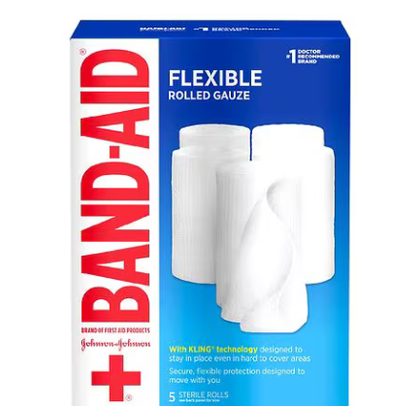 FLEXIBLE
ROLLED GAUZE
#1 DOCTOR
RECOMMENDED
BRAND
BAND-AID®
BRAND OF FIRST AID PRODUCTS
Johnson & Johnson
With KLING® technology designed to
stay in place even in hard to cover areas
Secure, flexible protection designed to
move with you
5 STERILE ROLLS